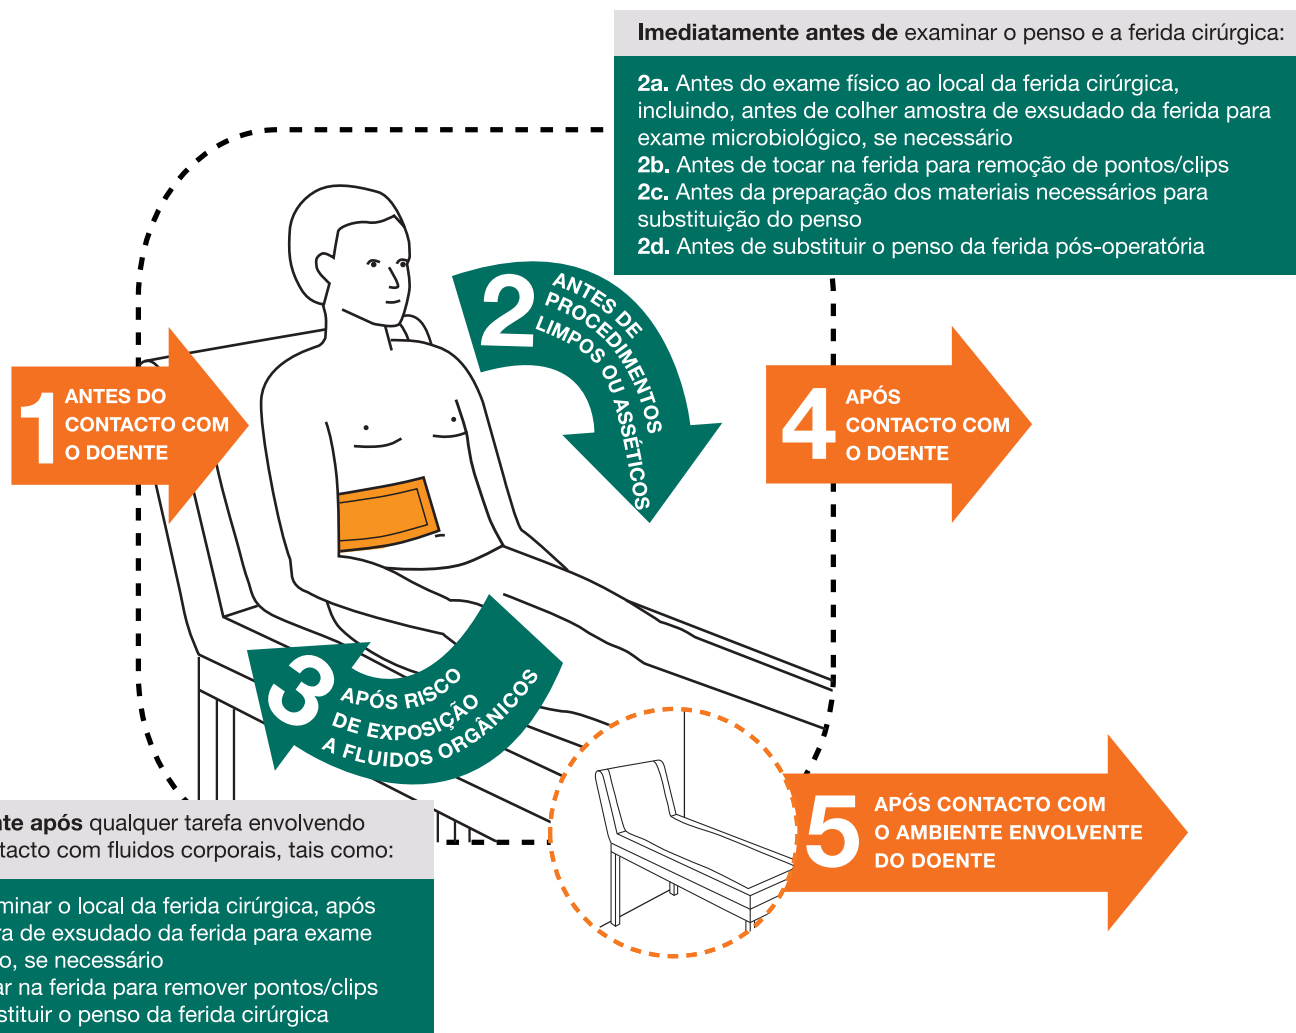 Imediatamente antes de examinar o penso e a ferida cirúrgica:
2a. Antes do exame físico ao local da ferida cirúrgica,
incluindo, antes de colher amostra de exsudado da ferida para
exame microbiológico, se necessário
2b. Antes de tocar na ferida para remoção de pontos/clips
2c. Antes da preparação dos materiais necessários para
substituição do penso
2d. Antes de substituir o penso da ferida pós-operatória
1 ANTES DO
CONTACTO COM
O DOENTE
2 ANTES DE
PROCEDIMENTOS
LIMPOS OU ASSÉTICOS
4 APÓS
CONTACTO COM
O DOENTE
3 APÓS RISCO
DE EXPOSIÇÃO
A FLUIDOS ORGÂNICOS
5 APÓS CONTACTO COM
O AMBIENTE ENVOLVENTE
DO DOENTE
após qualquer tarefa envolvendo
com fluidos corporais, tais como:
o local da ferida cirúrgica, após
de exsudado da ferida para exame
se necessário
na ferida para remover pontos/clips
o penso da ferida cirúrgica